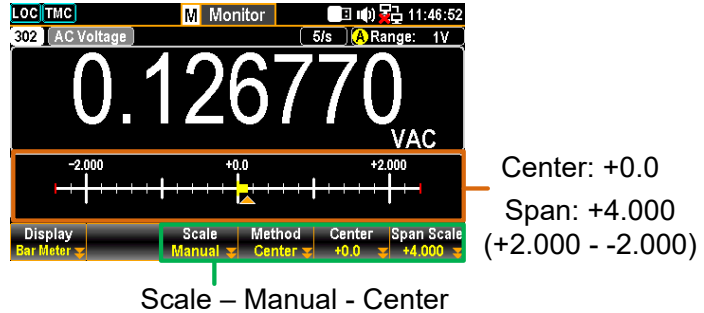 LOC TMC M Monitor 11:46:52
302 AC Voltage 5/s A Range: 1V
0.126770
VAC
-2.000 +0.0 +2.000
Center: +0.0
Span: +4.000
(+2.000 - -2.000)
Display Scale Method Center Span Scale
Bar Meter Manual Center +0.0 +4.000
Scale – Manual - Center